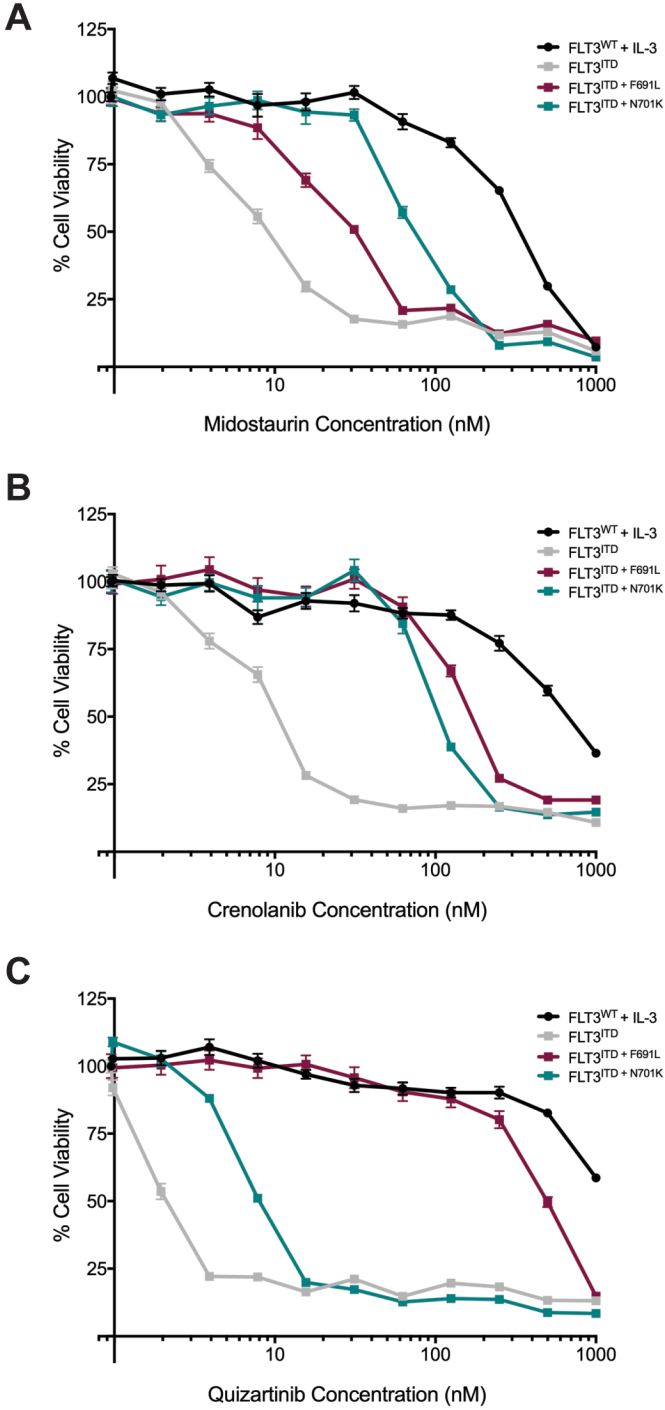 A
125
100
75
50
25
% Cell Viability
FLT3WT + IL-3
FLT3ITD
FLT3ITD + F691L
FLT3ITD + N701K
10
100
1000
Midostaurin Concentration (nM)
B
125
100
75
50
25
% Cell Viability
FLT3WT + IL-3
FLT3ITD
FLT3ITD + F691L
FLT3ITD + N701K
10
100
1000
Crenolanib Concentration (nM)
C
125
100
75
50
25
% Cell Viability
FLT3WT + IL-3
FLT3ITD
FLT3ITD + F691L
FLT3ITD + N701K
10
100
1000
Quizartinib Concentration (nM)